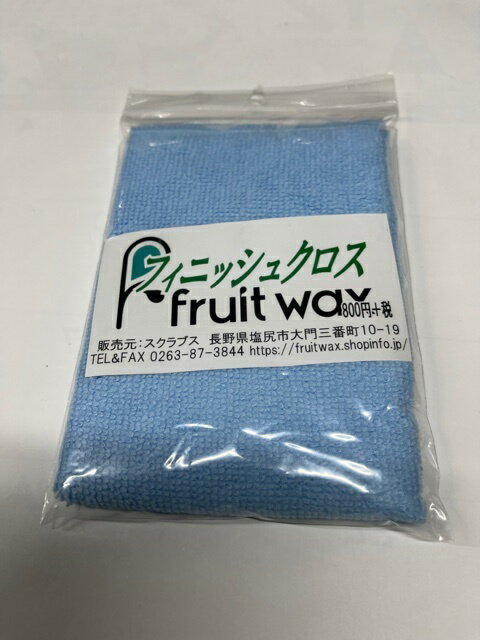 フィニッシュクロス
fruit wax
800円+税
販売元：スクラブス 長野県塩尻市大門三番町10-19
TEL&FAX 0263-87-3844 https://fruitwax.shopinfo.jp/